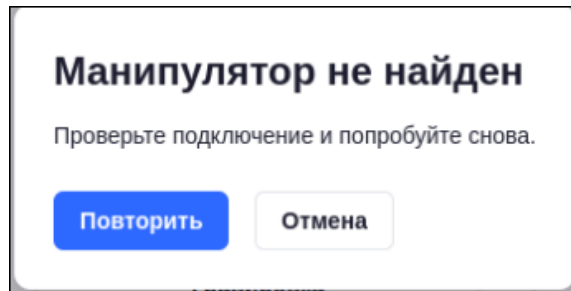 Манипулятор не найден
Проверьте подключение и попробуйте снова.
Повторить
Отмена